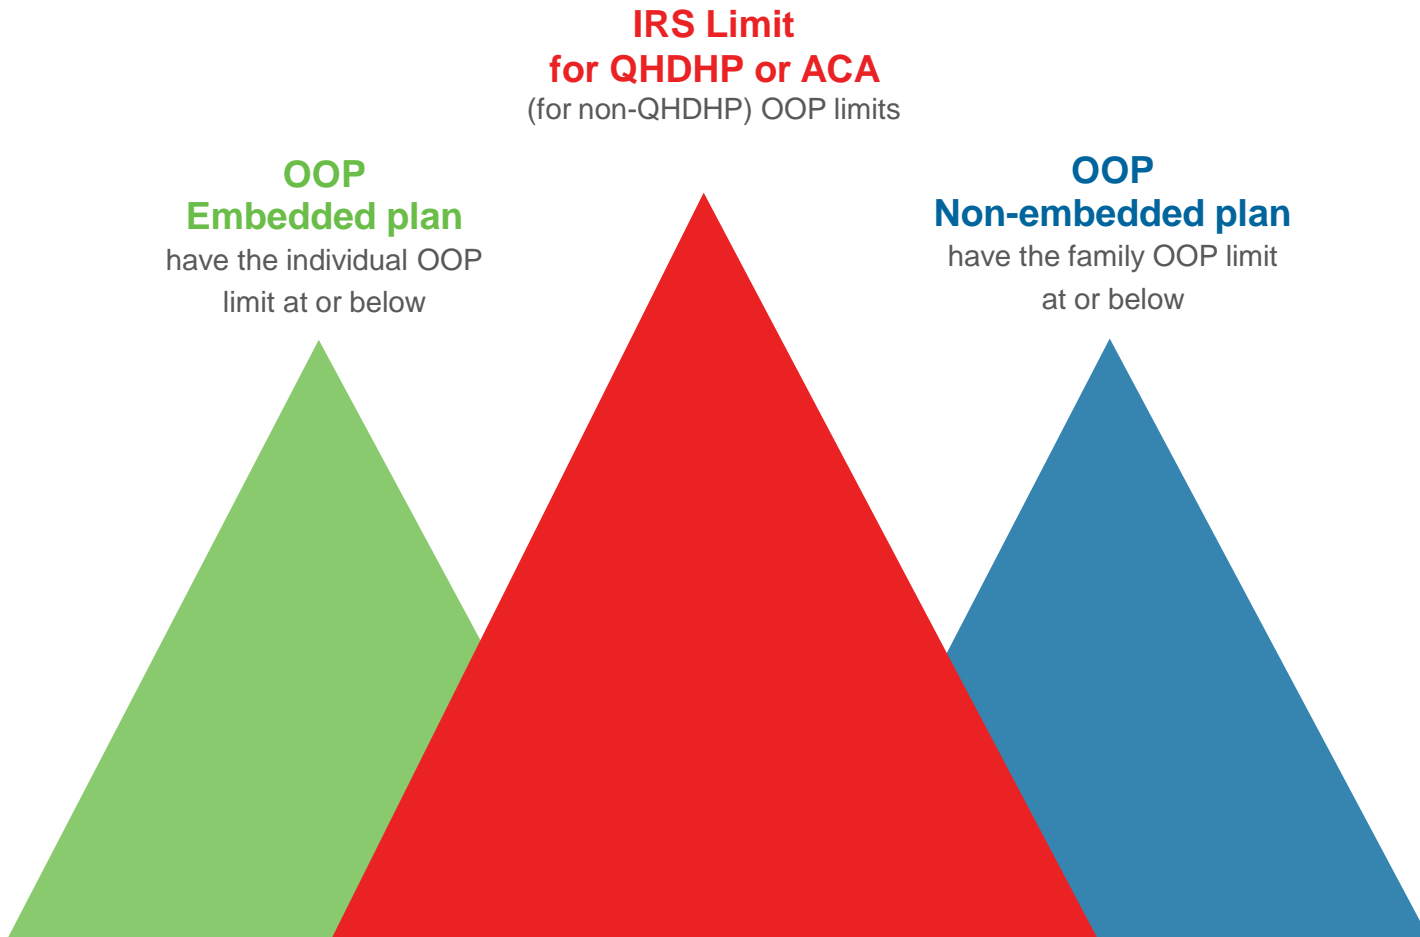 IRS Limit
for QHDHP or ACA
(for non-QHDHP) OOP limits
OOP
Embedded plan
have the individual OOP
limit at or below
OOP
Non-embedded plan
have the family OOP limit
at or below